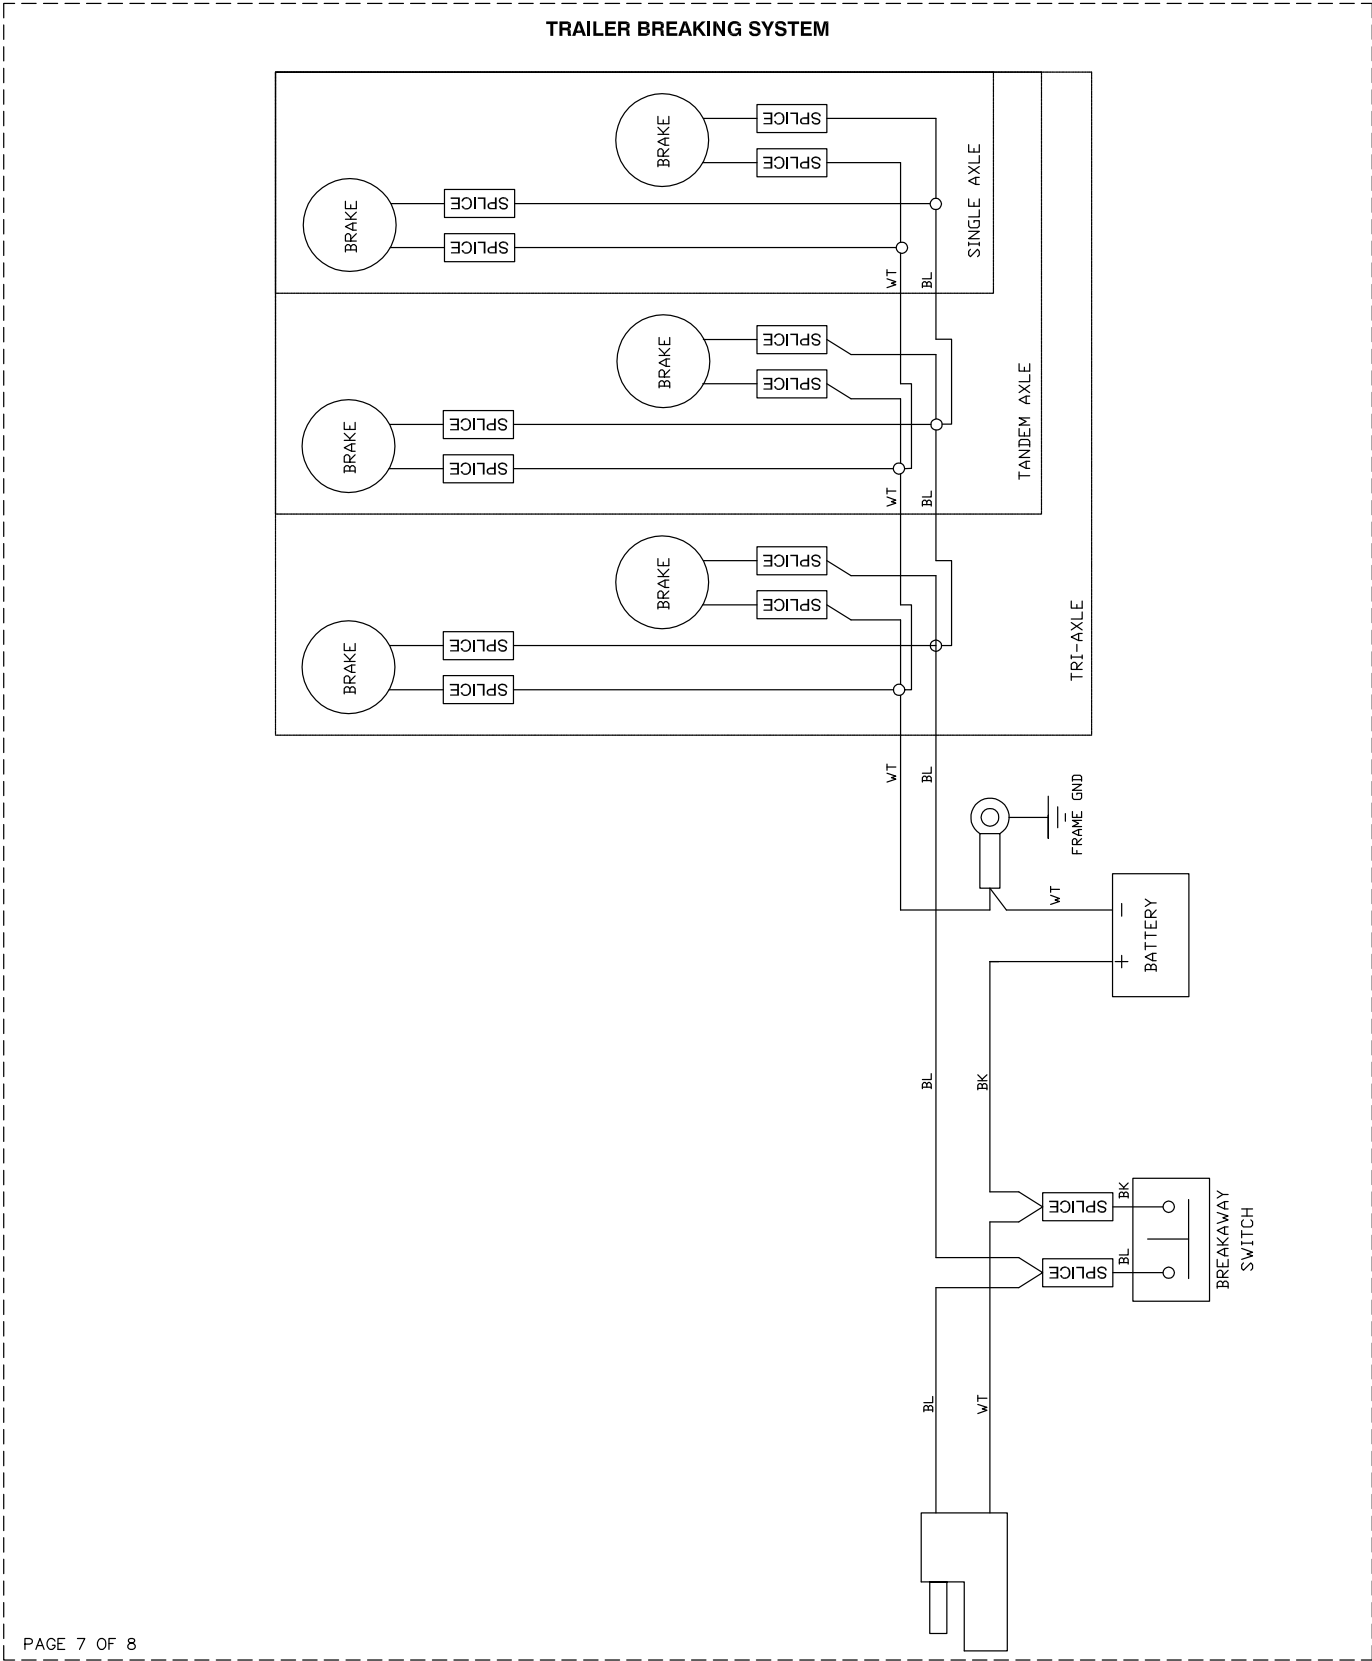 TRAILER BREAKING SYSTEM
BRAKE
SPLICE
SPLICE
BRAKE
SPLICE
SPLICE
SINGLE AXLE
WT
BL
BRAKE
SPLICE
SPLICE
BRAKE
SPLICE
SPLICE
TANDEM AXLE
WT
BL
BRAKE
SPLICE
SPLICE
BRAKE
SPLICE
SPLICE
TRI-AXLE
WT
BL
FRAME GND
WT
-
+
BATTERY
BL
BK
SPLICE
BK
SPLICE
BL
BREAKAWAY
SWITCH
BL
WT
PAGE 7 OF 8